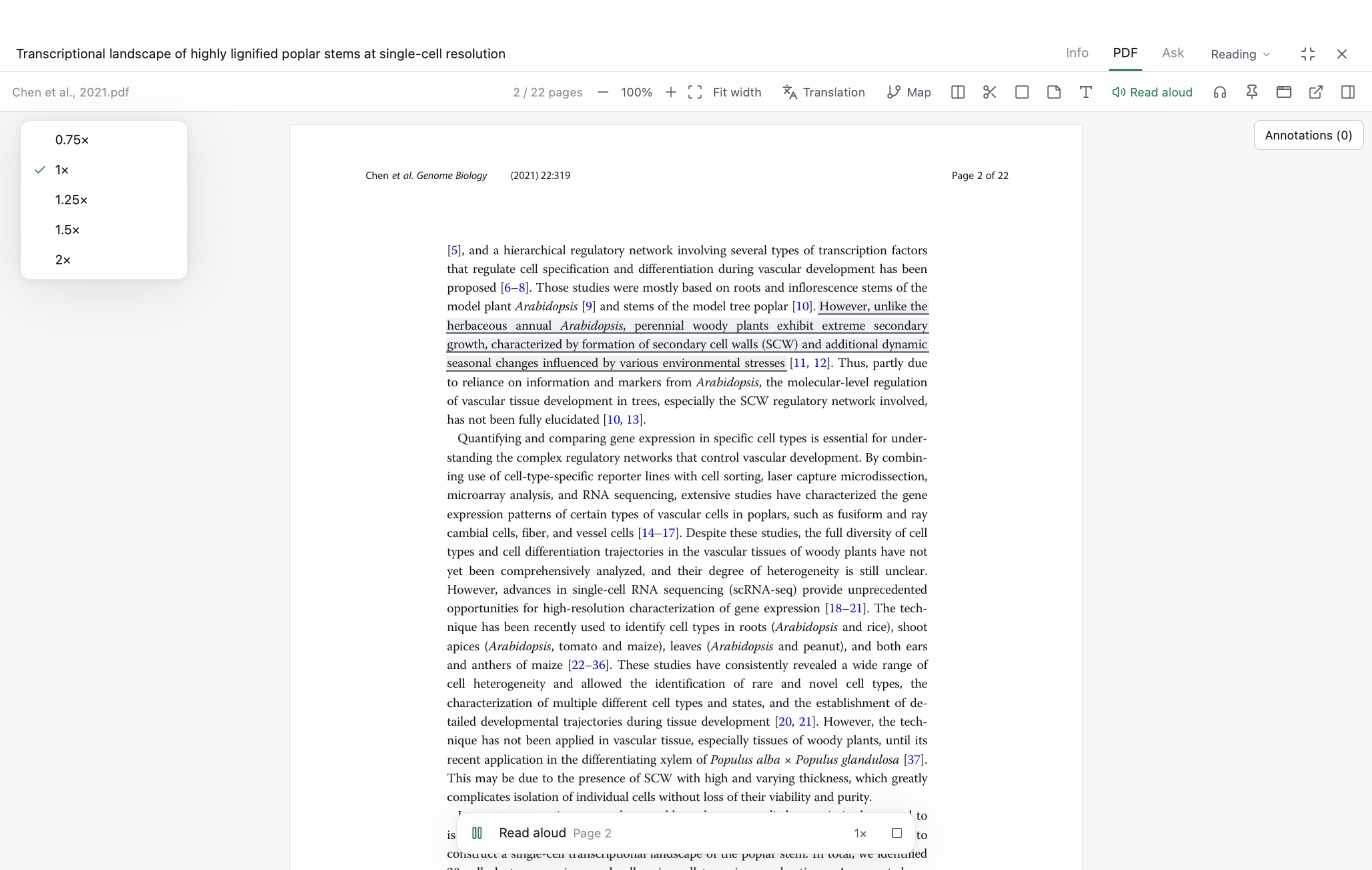 Transcriptional landscape of highly lignified poplar stems at single-cell resolution
Info
PDF
Ask
Reading
Chen et al., 2021.pdf
2 / 22 pages
100%
Fit width
Translation
Map
Read aloud
0.75×
1×
1.25×
1.5×
2×
Annotations (0)
Chen et al. Genome Biology (2021) 22:319
Page 2 of 22
[5], and a hierarchical regulatory network involving several types of transcription factors
that regulate cell specification and differentiation during vascular development has been
proposed [6–8]. Those studies were mostly based on roots and inflorescence stems of the
model plant Arabidopsis [9] and stems of the model tree poplar [10]. However, unlike the
herbaceous annual Arabidopsis, perennial woody plants exhibit extreme secondary
growth, characterized by formation of secondary cell walls (SCW) and additional dynamic
seasonal changes influenced by various environmental stresses [11, 12]. Thus, partly due
to reliance on information and markers from Arabidopsis, the molecular-level regulation
of vascular tissue development in trees, especially the SCW regulatory network involved,
has not been fully elucidated [10, 13].
Quantifying and comparing gene expression in specific cell types is essential for under-
standing the complex regulatory networks that control vascular development. By combin-
ing use of cell-type-specific reporter lines with cell sorting, laser capture microdissection,
microarray analysis, and RNA sequencing, extensive studies have characterized the gene
expression patterns of certain types of vascular cells in poplars, such as fusiform and ray
cambial cells, fiber, and vessel cells [14–17]. Despite these studies, the full diversity of cell
types and cell differentiation trajectories in the vascular tissues of woody plants have not
yet been comprehensively analyzed, and their degree of heterogeneity is still unclear.
However, advances in single-cell RNA sequencing (scRNA-seq) provide unprecedented
opportunities for high-resolution characterization of gene expression [18–21]. The tech-
nique has been recently used to identify cell types in roots (Arabidopsis and rice), shoot
apices (Arabidopsis, tomato and maize), leaves (Arabidopsis and peanut), and both ears
and anthers of maize [22–36]. These studies have consistently revealed a wide range of
cell heterogeneity and allowed the identification of rare and novel cell types, the
characterization of multiple different cell types and states, and the establishment of de-
tailed developmental trajectories during tissue development [20, 21]. However, the tech-
nique has not been applied in vascular tissue, especially tissues of woody plants, until its
recent application in the differentiating xylem of Populus alba × Populus glandulosa [37].
This may be due to the presence of SCW with high and varying thickness, which greatly
complicates isolation of individual cells without loss of their viability and purity.
to
is
to
Read aloud Page 2
1×
construct a single-cell transcriptional landscape of the poplar stem. In total, we identified